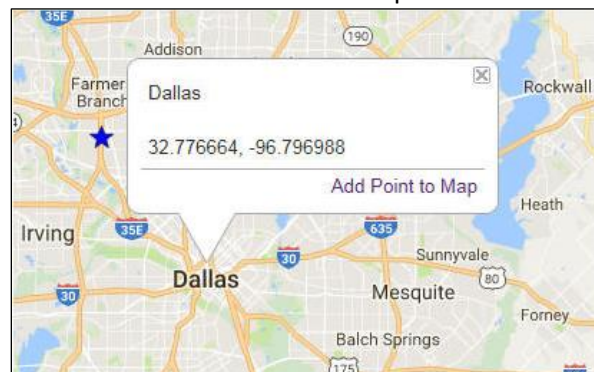 35E
190
Addison
Farmer
Branch
Rockwall
Dallas
32.776664, -96.796988
Add Point to Map
Heath
Irving
35E
635
30
Sunnyvale
80
Dallas
30
Mesquite
Forney
Balch Springs
175